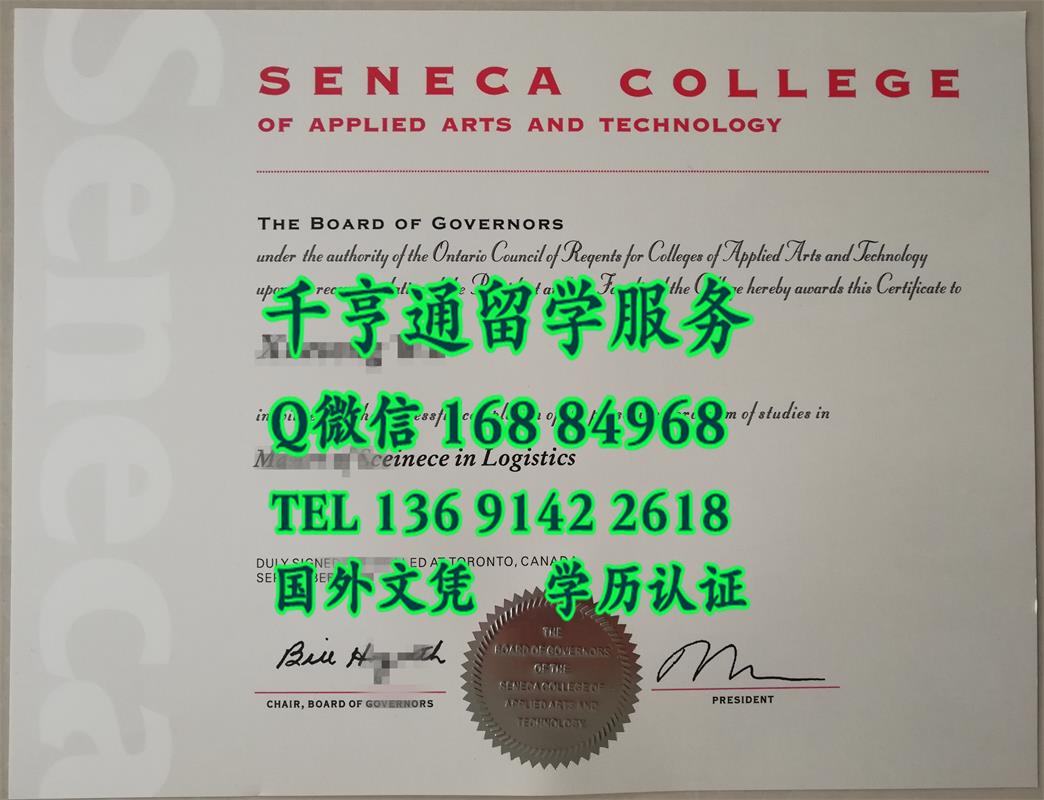 Seneca
SENECA COLLEGE
OF APPLIED ARTS AND TECHNOLOGY
THE BOARD OF GOVERNORS
under the authority of the Ontario Council of Regents for Colleges of Applied Arts and Technology
the College hereby awards this Certificate to
千亨通留学服务
of studies in
Q微信 168 84968
Sceinece in Logistics
TEL 136 9142 2618
DULY SIGNED AT TORONTO, CANADA
国外文凭 学历认证
THE
BOARD OF GOVERNORS
OF THE
SENECA COLLEGE OF
APPLIED ARTS AND
TECHNOLOGY
Bill
CHAIR, BOARD OF GOVERNORS
PRESIDENT